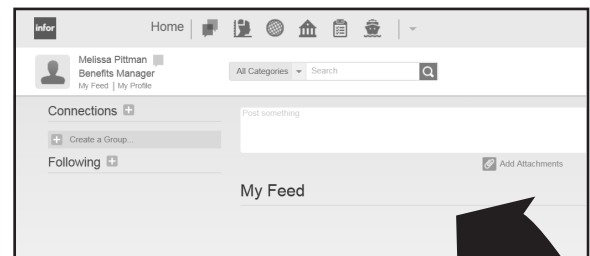 infor
Home
Melissa Pittman
Benefits Manager
My Feed | My Profile
All Categories Search
Connections
Post something
Create a Group...
Following
Add Attachments
My Feed